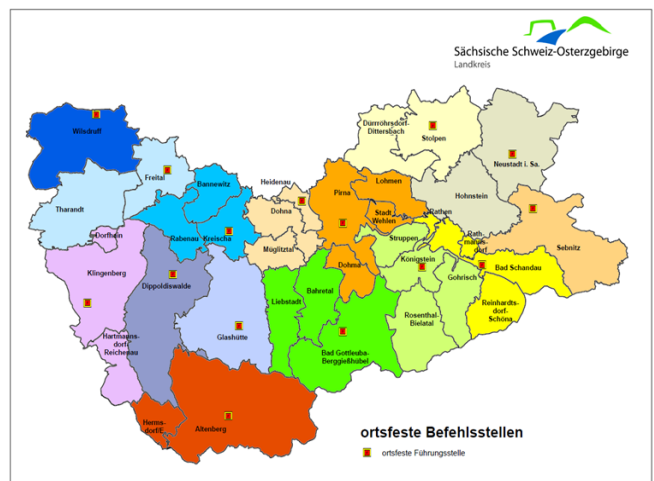 Sächsische Schweiz-Osterzgebirge
Landkreis
Wilsdruff
Dürrröhrsdorf-
Dittersbach
Stolpen
Neustadt i. Sa.
Freital
Bannewitz
Heidenau
Pirna
Lohmen
Hohnstein
Tharandt
Dohna
Stadt
Wehlen
Rathen
Dorfhain
Rabenau
Kreischa
Müglitztal
Struppen
Rath
manns-
dorf
Sebnitz
Klingenberg
Dippoldiswalde
Dohma
Königstein
Gohrisch
Bad Schandau
Liebstadt
Bahretal
Reinhardts-
dorf-
Schöna
Hartmanns-
dorf-
Reichenau
Glashütte
Rosenthal-
Bielatal
Bad Gottleuba-
Berggießhübel
Herms-
dorf/E.
Altenberg
ortsfeste Befehlsstellen
ortsfeste Führungsstelle